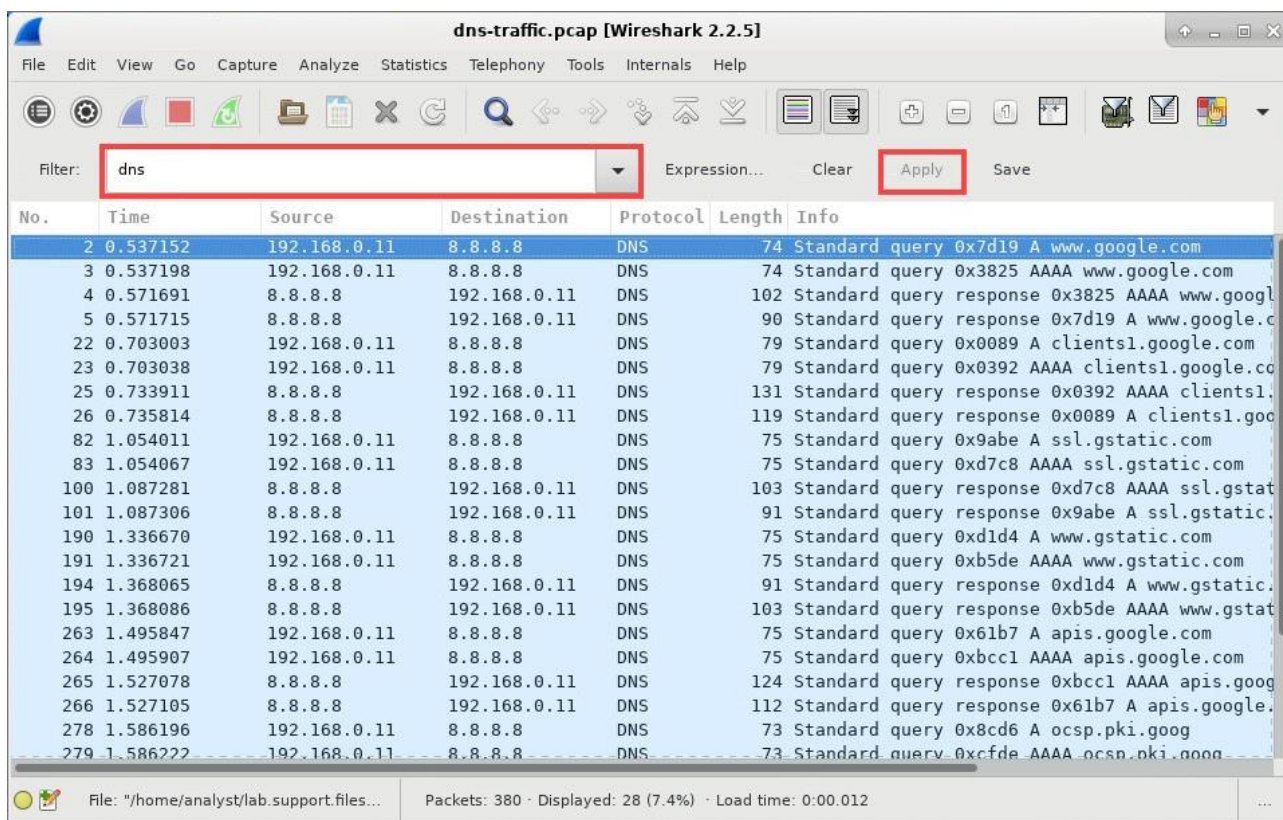 dns-traffic.pcap [Wireshark 2.2.5]
File Edit View Go Capture Analyze Statistics Telephony Tools Internals Help
Filter: dns Expression... Clear Apply Save
No. Time Source Destination Protocol Length Info
2 0.537152 192.168.0.11 8.8.8.8 DNS 74 Standard query 0x7d19 A www.google.com
3 0.537198 192.168.0.11 8.8.8.8 DNS 74 Standard query 0x3825 AAAA www.google.com
4 0.571691 8.8.8.8 192.168.0.11 DNS 102 Standard query response 0x3825 AAAA www.googl
5 0.571715 8.8.8.8 192.168.0.11 DNS 90 Standard query response 0x7d19 A www.google.c
22 0.703003 192.168.0.11 8.8.8.8 DNS 79 Standard query 0x0089 A clients1.google.com
23 0.703038 192.168.0.11 8.8.8.8 DNS 79 Standard query 0x0392 AAAA clients1.google.co
25 0.733911 8.8.8.8 192.168.0.11 DNS 131 Standard query response 0x0392 AAAA clients1.
26 0.735814 8.8.8.8 192.168.0.11 DNS 119 Standard query response 0x0089 A clients1.goo
82 1.054011 192.168.0.11 8.8.8.8 DNS 75 Standard query 0x9abe A ssl.gstatic.com
83 1.054067 192.168.0.11 8.8.8.8 DNS 75 Standard query 0xd7c8 AAAA ssl.gstatic.com
100 1.087281 8.8.8.8 192.168.0.11 DNS 103 Standard query response 0xd7c8 AAAA ssl.gstat
101 1.087306 8.8.8.8 192.168.0.11 DNS 91 Standard query response 0x9abe A ssl.gstatic.
190 1.336670 192.168.0.11 8.8.8.8 DNS 75 Standard query 0xd1d4 A www.gstatic.com
191 1.336721 192.168.0.11 8.8.8.8 DNS 75 Standard query 0xb5de AAAA www.gstatic.com
194 1.368065 8.8.8.8 192.168.0.11 DNS 91 Standard query response 0xd1d4 A www.gstatic.
195 1.368086 8.8.8.8 192.168.0.11 DNS 103 Standard query response 0xb5de AAAA www.gstat
263 1.495847 192.168.0.11 8.8.8.8 DNS 75 Standard query 0x61b7 A apis.google.com
264 1.495907 192.168.0.11 8.8.8.8 DNS 75 Standard query 0xbcc1 AAAA apis.google.com
265 1.527078 8.8.8.8 192.168.0.11 DNS 124 Standard query response 0xbcc1 AAAA apis.goog
266 1.527105 8.8.8.8 192.168.0.11 DNS 112 Standard query response 0x61b7 A apis.google.
278 1.586196 192.168.0.11 8.8.8.8 DNS 73 Standard query 0x8cd6 A ocsp.pki.goog
279 1.586222 192.168.0.11 8.8.8.8 DNS 73 Standard query 0xcfde AAAA ocsp.pki.goog
File: "/home/analyst/lab.support.files... Packets: 380 · Displayed: 28 (7.4%) · Load time: 0:00.012 ...